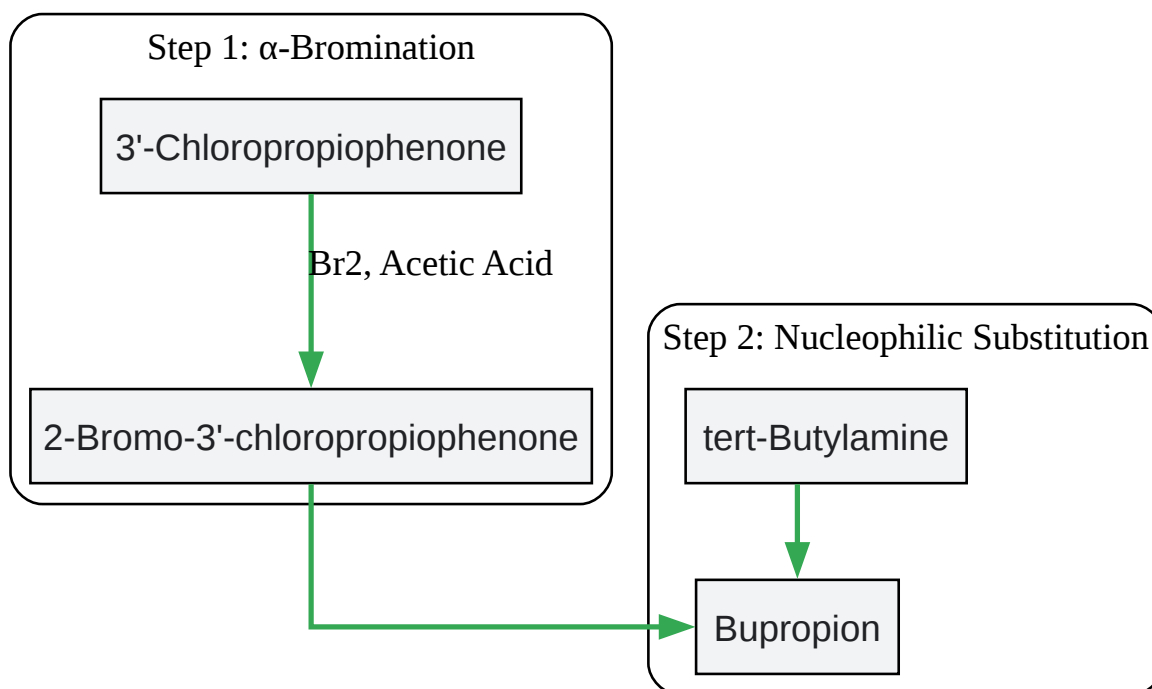 Step 1: α-Bromination
3'-Chloropropiophenone
Br2, Acetic Acid
2-Bromo-3'-chloropropiophenone
Step 2: Nucleophilic Substitution
tert-Butylamine
Bupropion